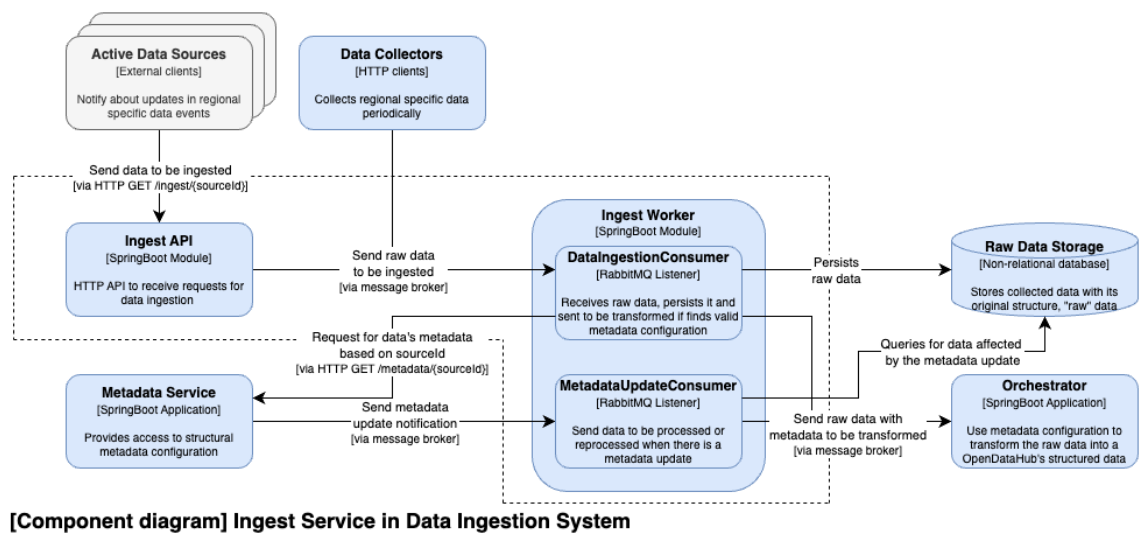 Active Data Sources
[External clients]
Notify about updates in regional
specific data events
Data Collectors
[HTTP clients]
Collects regional specific data
periodically
Send data to be ingested
[via HTTP GET /ingest/{sourceId}]
Ingest API
[SpringBoot Module]
HTTP API to receive requests for
data ingestion
Send raw data
to be ingested
[via message broker]
Ingest Worker
[SpringBoot Module]
DataIngestionConsumer
[RabbitMQ Listener]
Receives raw data, persists it and
sent to be transformed if finds valid
metadata configuration
Persists
raw data
Raw Data Storage
[Non-relational database]
Stores collected data with its
original structure, "raw" data
Request for data's metadata
based on sourceId
[via HTTP GET /metadata/{sourceId}]
Queries for data affected
by the metadata update
Metadata Service
[SpringBoot Application]
Provides access to structural
metadata configuration
Send metadata
update notification
[via message broker]
MetadataUpdateConsumer
[RabbitMQ Listener]
Send data to be processed or
reprocessed when there is a
metadata update
Send raw data with
metadata to be transformed
[via message broker]
Orchestrator
[SpringBoot Application]
Use metadata configuration to
transform the raw data into a
OpenDataHub's structured data
[Component diagram] Ingest Service in Data Ingestion System